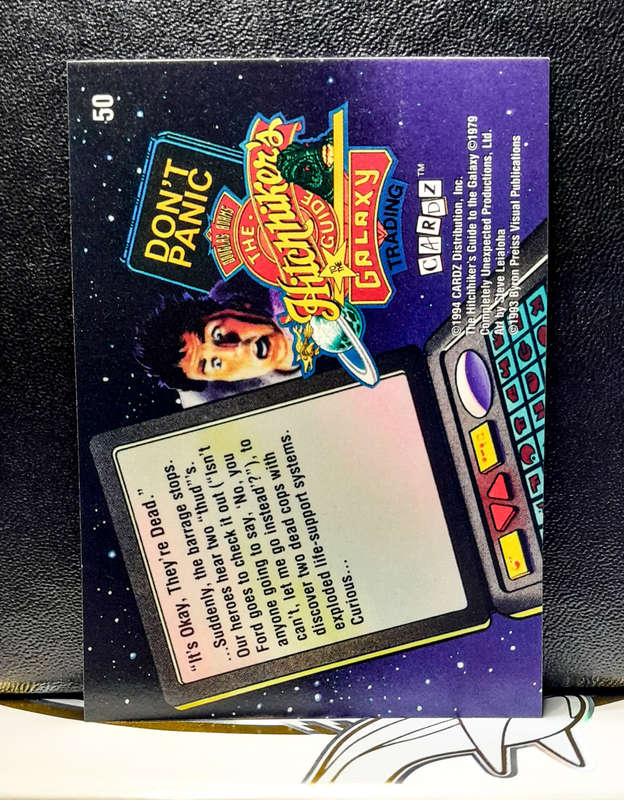 50
DON'T
PANIC
DOUGLAS ADAMS'
THE
Hitchhiker's
GUIDE
TO THE
GALAXY
TRADING
CARDZ™
©1994 CARDZ Distribution, Inc.
The Hitchhiker's Guide to the Galaxy ©1979
Completely Unexpected Productions, Ltd.
Art by Steve Leialoha
©1993 Byron Preiss Visual Publications
"It's Okay, They're Dead."
...Suddenly, the barrage stops.
Our heroes hear two "thud"'s.
Ford goes to check it out ("Isn't
anyone going to say, 'No, you
can't, let me go instead'?"), to
discover two dead cops with
exploded life-support systems.
Curious...